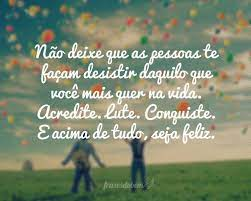 Não deixe que as pessoas te
façam desistir daquilo que
você mais quer na vida.
Acredite. Lute. Conquiste.
E acima de tudo, seja feliz.